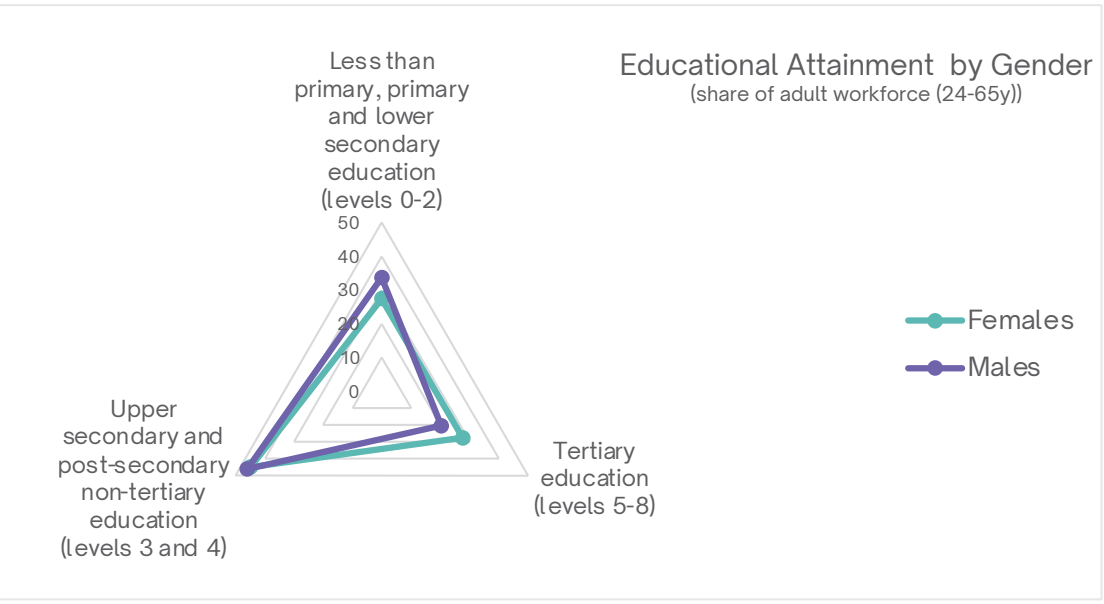 Educational Attainment by Gender
(share of adult workforce (24-65y))
Less than
primary, primary
and lower
secondary
education
(levels 0-2)
50
40
30
20
10
0
Females
Males
Upper
secondary and
post-secondary
non-tertiary
education
(levels 3 and 4)
Tertiary
education
(levels 5-8)